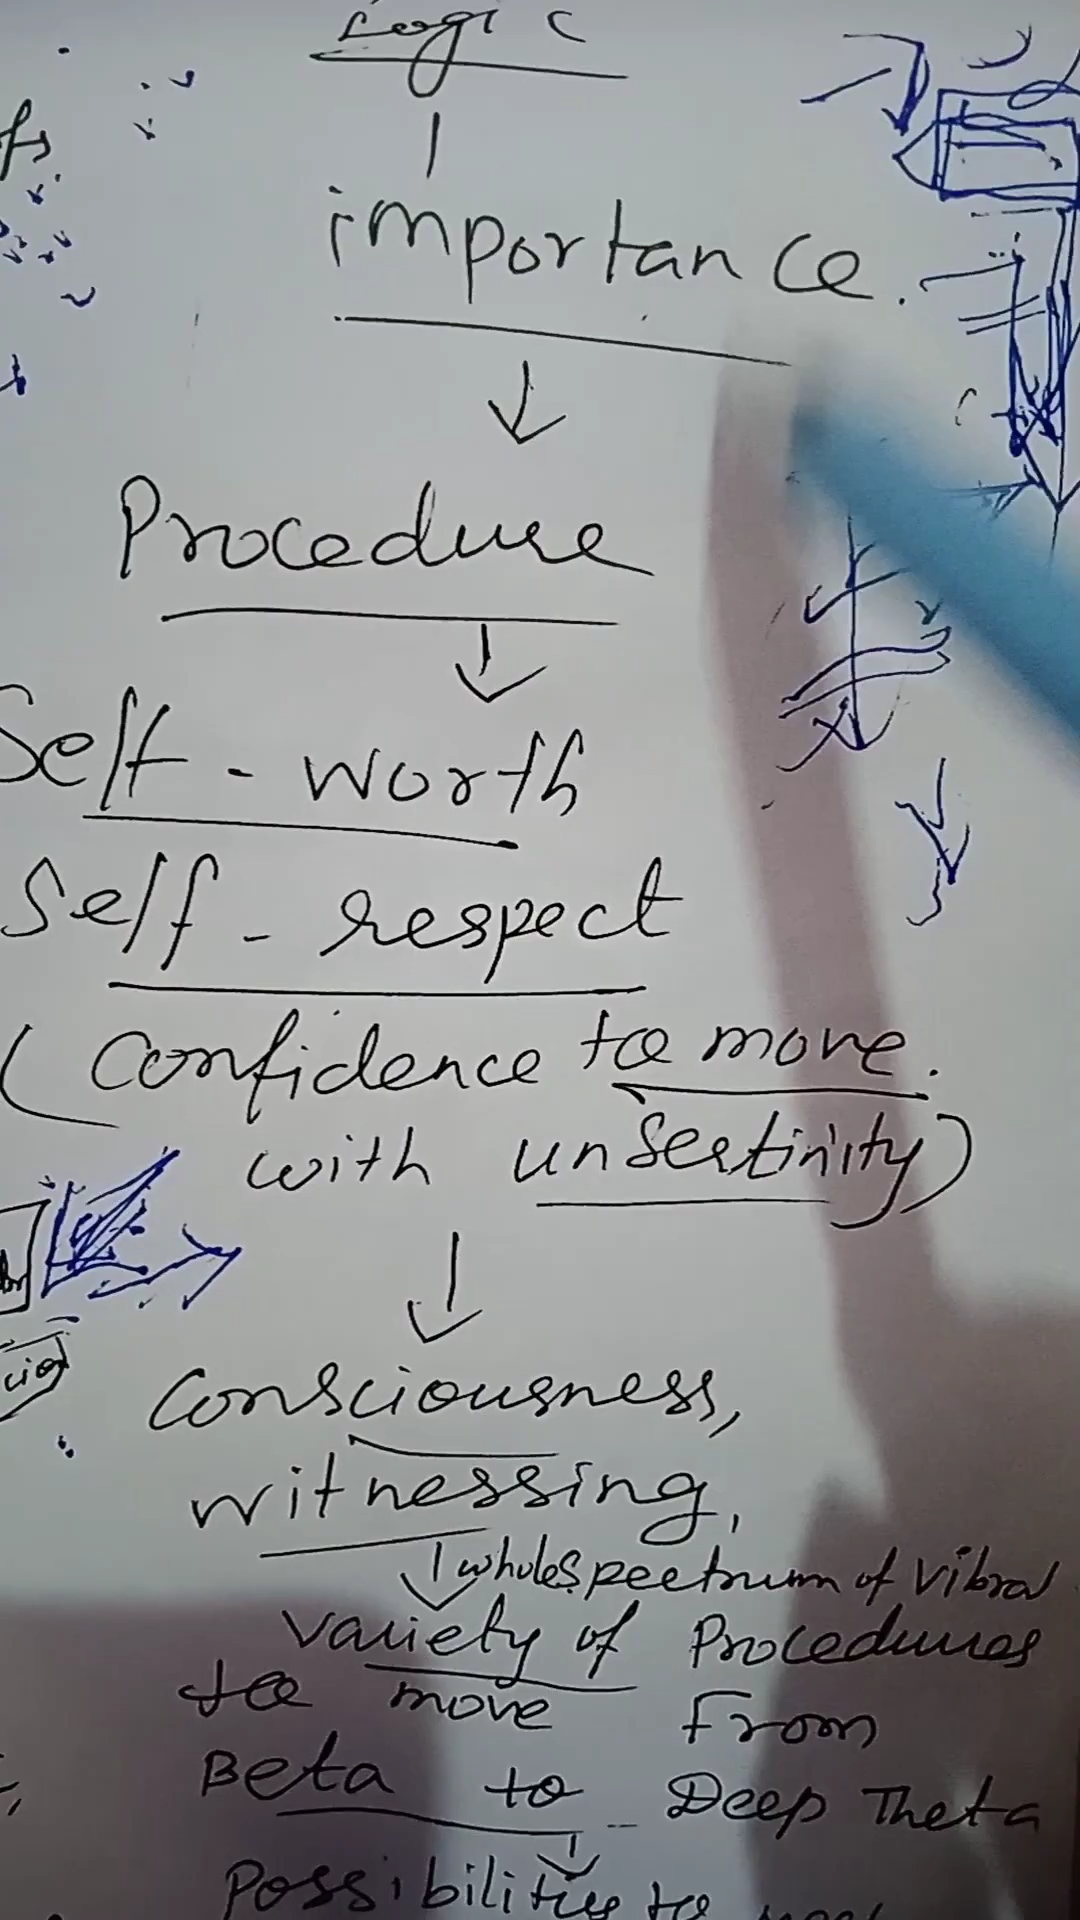 Logic
importance.
Procedure
Self - worth
Self - respect
(Confidence to move.
with unsertinity)
Consciousness,
witnessing,
whole spectrum of Vibra
variety of Procedures
to move From
Beta to Deep Theta
Possibilities to